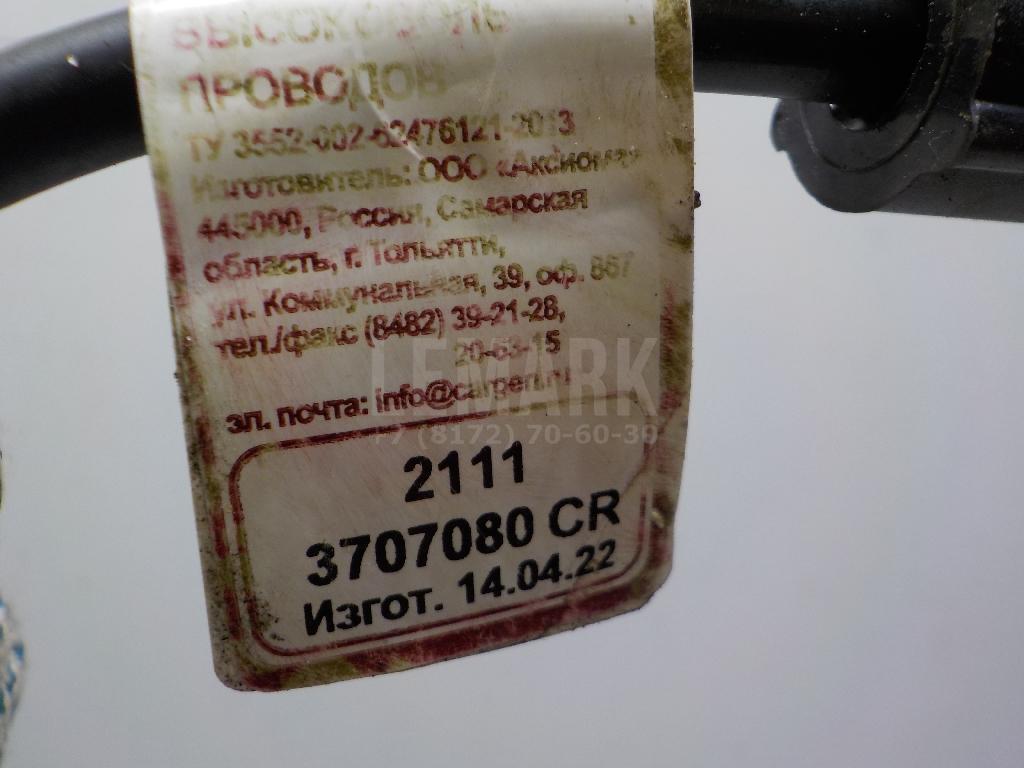 ПРОВОДОВ
ТУ 3552-002-62476121-2013
Изготовитель: ООО «Аксиома»
445000, Россия, Самарская
область, г. Тольятти,
ул. Коммунальная, 39, оф. 867
тел./факс (8482) 39-21-28,
20-63-15
эл. почта: info@carpen.ru
LEMARK
+7 (8172) 70-60-30
2111
3707080 CR
Изгот. 14.04.22